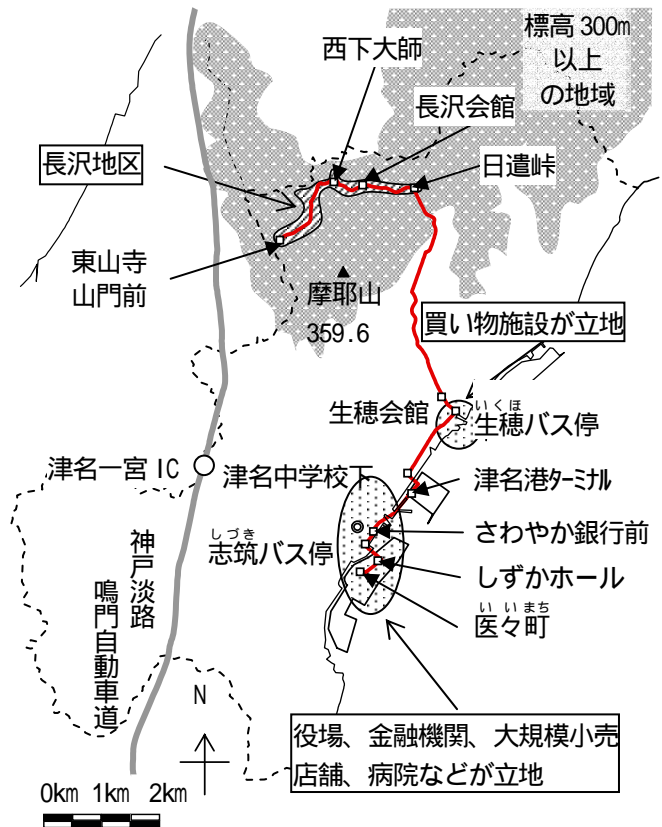 標高300m
以上
の地域
西下大師
長沢会館
長沢地区
日遣峠
東山寺
山門前
摩耶山
359.6
買い物施設が立地
生穂会館
いくほ
生穂バス停
津名一宮IC
津名中学校下
津名港ターミナル
しづき
志筑バス停
さわやか銀行前
しずかホール
いいまち
医々町
神戸淡路
鳴門自動車道
N
役場、金融機関、大規模小売
店舗、病院などが立地
0km 1km 2km